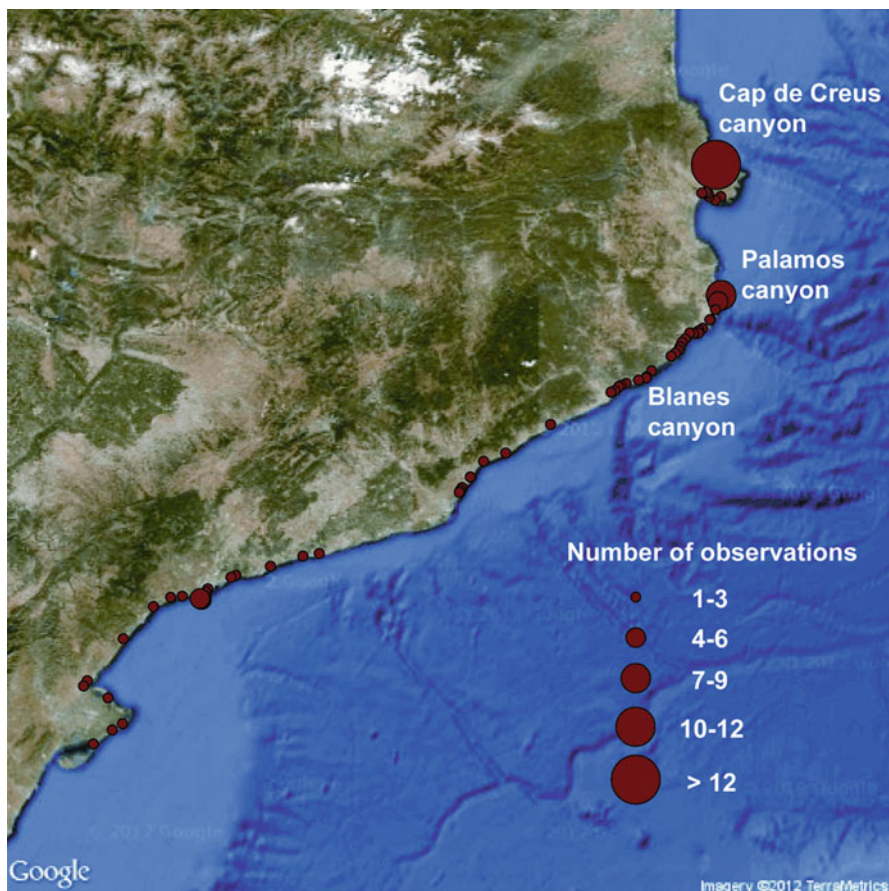 Cap de Creus
canyon
Palamos
canyon
Blanes
canyon
Number of observations
1-3
4-6
7-9
10-12
> 12
Google
Imagery ©2012 TerraMetrics